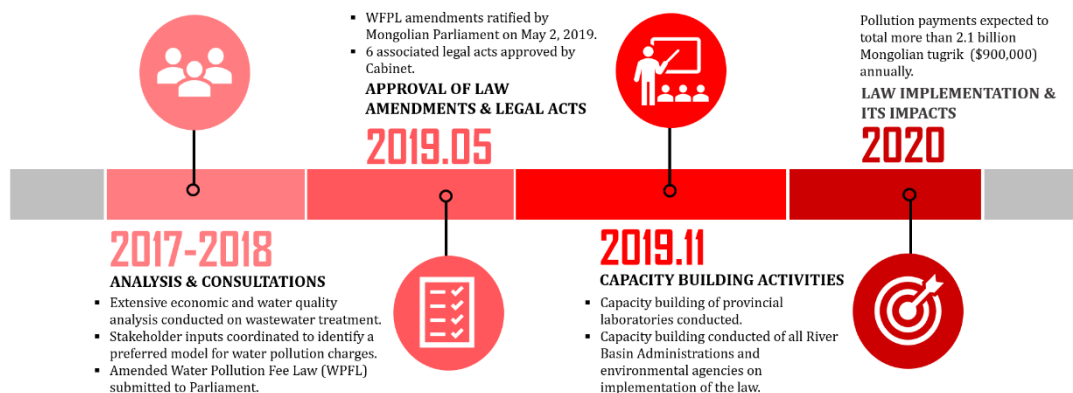 2017-2018
ANALYSIS & CONSULTATIONS
▪ Extensive economic and water quality
analysis conducted on wastewater treatment.
▪ Stakeholder inputs coordinated to identify a
preferred model for water pollution charges.
▪ Amended Water Pollution Fee Law (WPFL)
submitted to Parliament.
▪ WFPL amendments ratified by
Mongolian Parliament on May 2, 2019.
▪ 6 associated legal acts approved by
Cabinet.
APPROVAL OF LAW
AMENDMENTS & LEGAL ACTS
2019.05
2019.11
CAPACITY BUILDING ACTIVITIES
▪ Capacity building of provincial
laboratories conducted.
▪ Capacity building conducted of all River
Basin Administrations and
environmental agencies on
implementation of the law.
Pollution payments expected to
total more than 2.1 billion
Mongolian tugrik ($900,000)
annually.
LAW IMPLEMENTATION &
ITS IMPACTS
2020